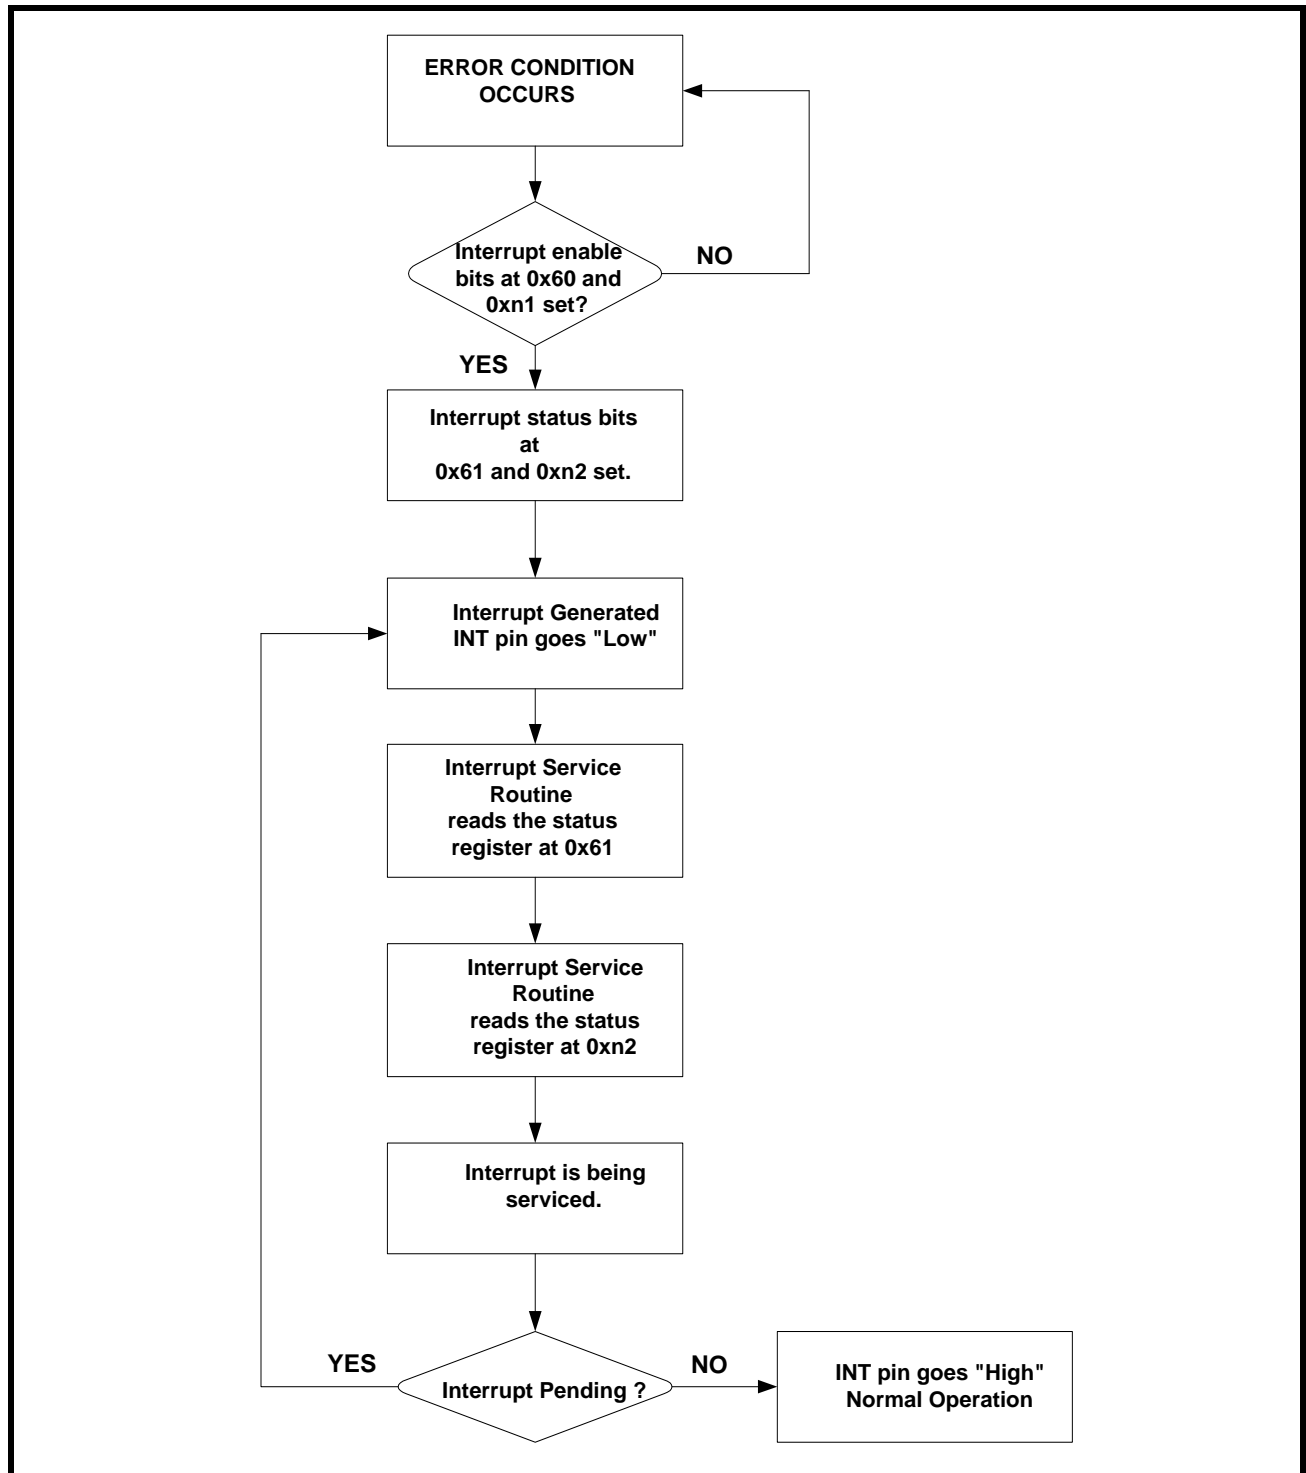 ERROR CONDITION
OCCURS
Interrupt enable
bits at 0x60 and
0xn1 set?
NO
YES
Interrupt status bits
at
0x61 and 0xn2 set.
Interrupt Generated
INT pin goes "Low"
Interrupt Service
Routine
reads the status
register at 0x61
Interrupt Service
Routine
reads the status
register at 0xn2
Interrupt is being
serviced.
YES
Interrupt Pending ?
NO
INT pin goes "High"
Normal Operation